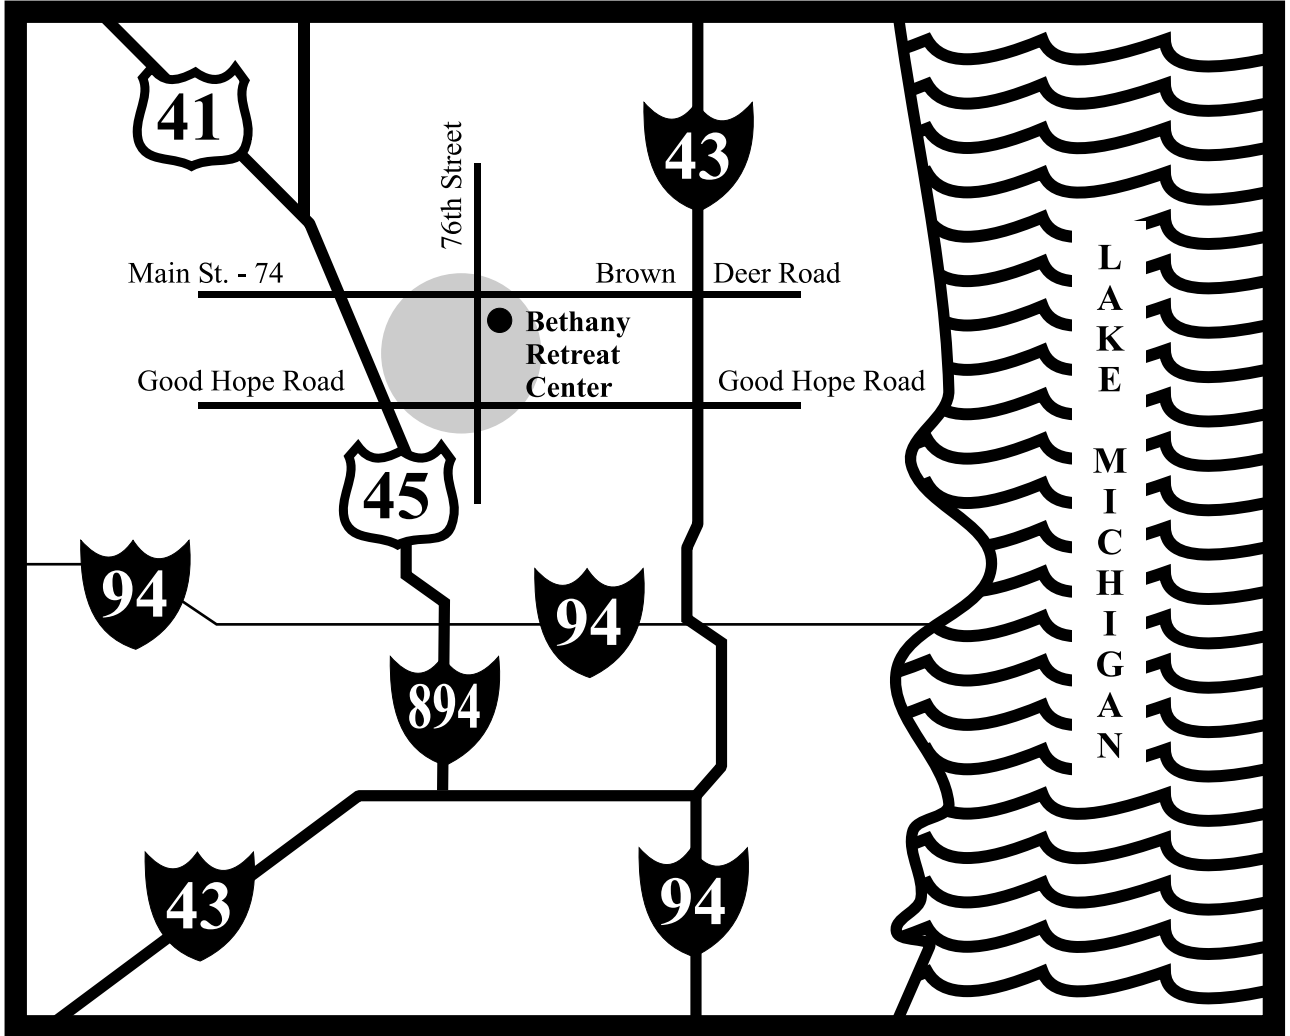 41
43
76th Street
Main St. - 74
Brown Deer Road
Bethany
Retreat
Center
Good Hope Road
Good Hope Road
45
94
94
894
43
94
L
A
K
E
M
I
C
H
I
G
A
N